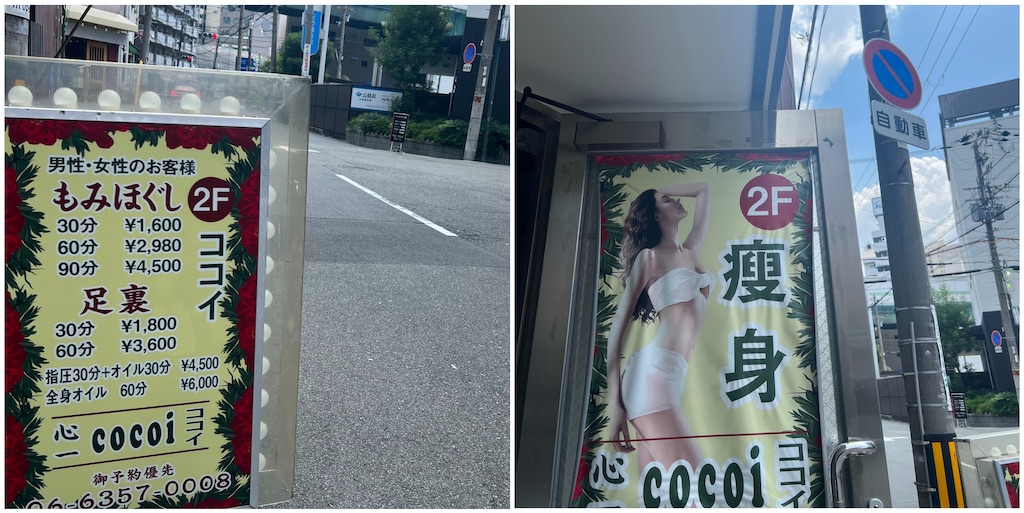 男性・女性のお客様
もみほぐし
2F
30分 ¥1,600
60分 ¥2,980
90分 ¥4,500
ココイ
足裏
30分 ¥1,800
60分 ¥3,600
指圧30分+オイル30分 ¥4,500
全身オイル 60分 ¥6,000
心一 cocoi ココイ
御予約優先
06-6357-0008
2F
痩身
心一 cocoi ココイ
自動車